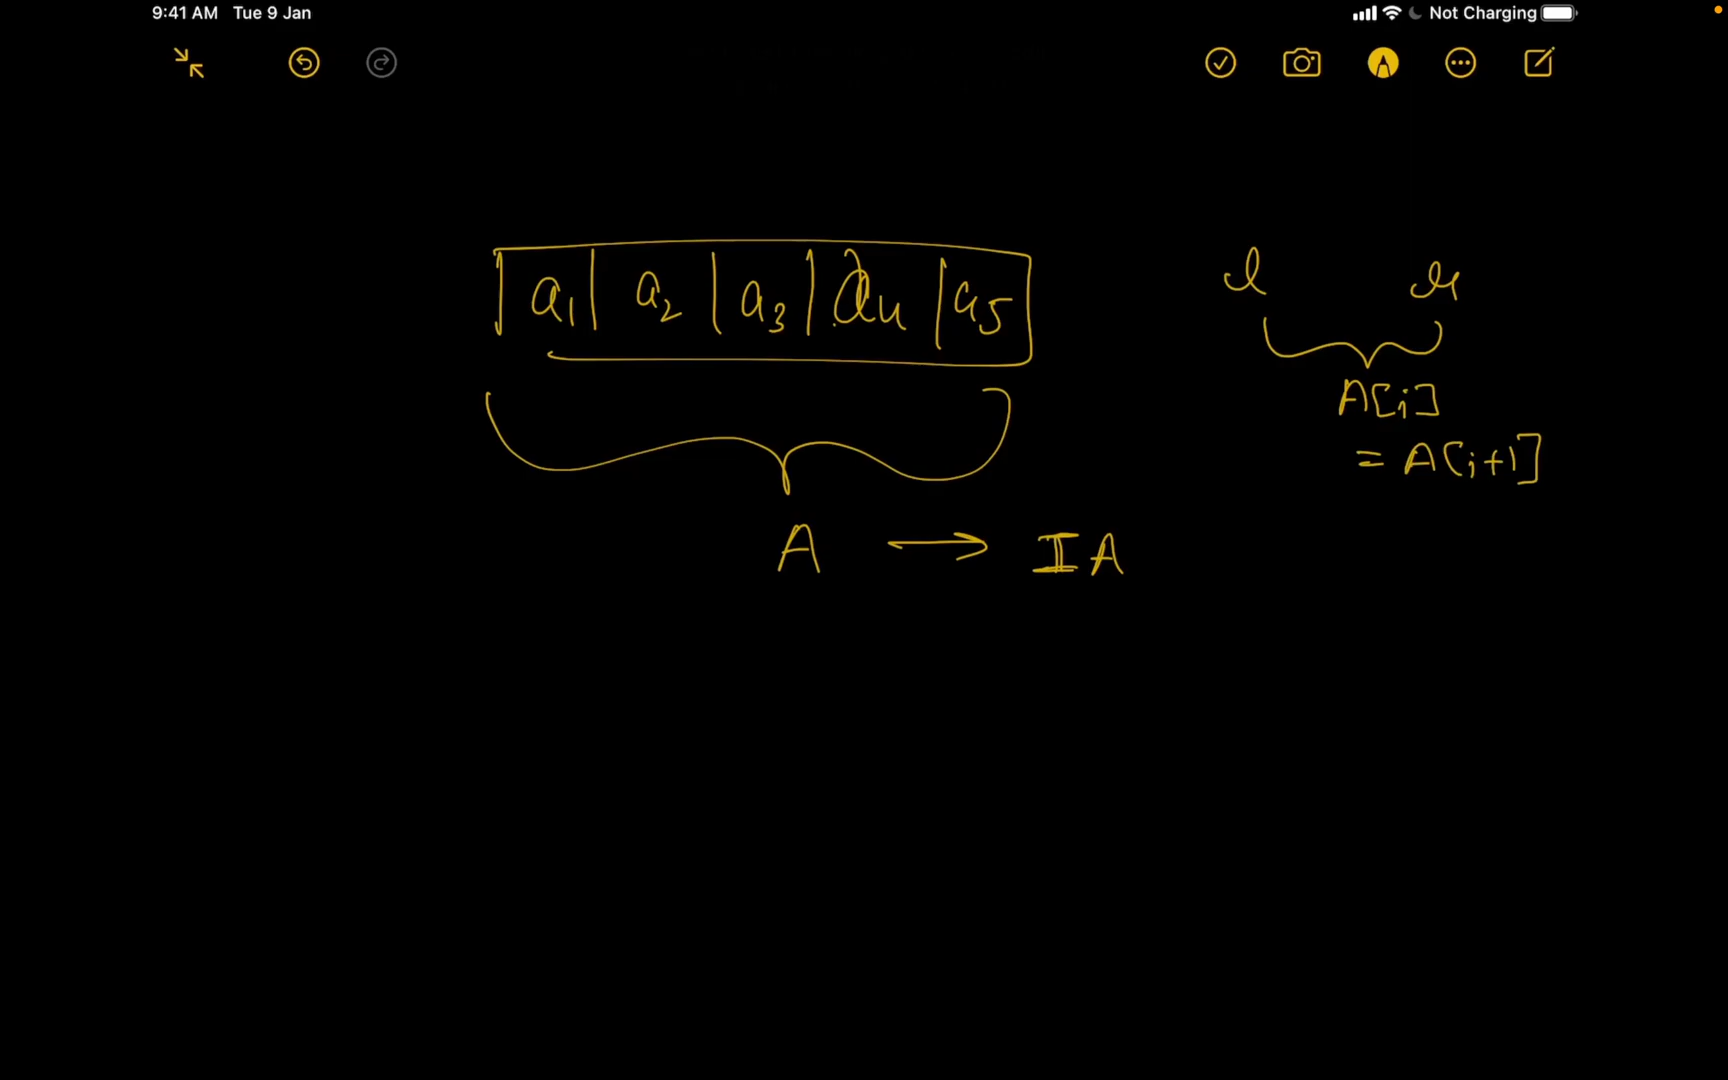 9:41 AM Tue 9 Jan
Not Charging
a1 | a2 | a3 | a4 | a5
l r
A[i]
= A[i+1]
A ⟷ IA